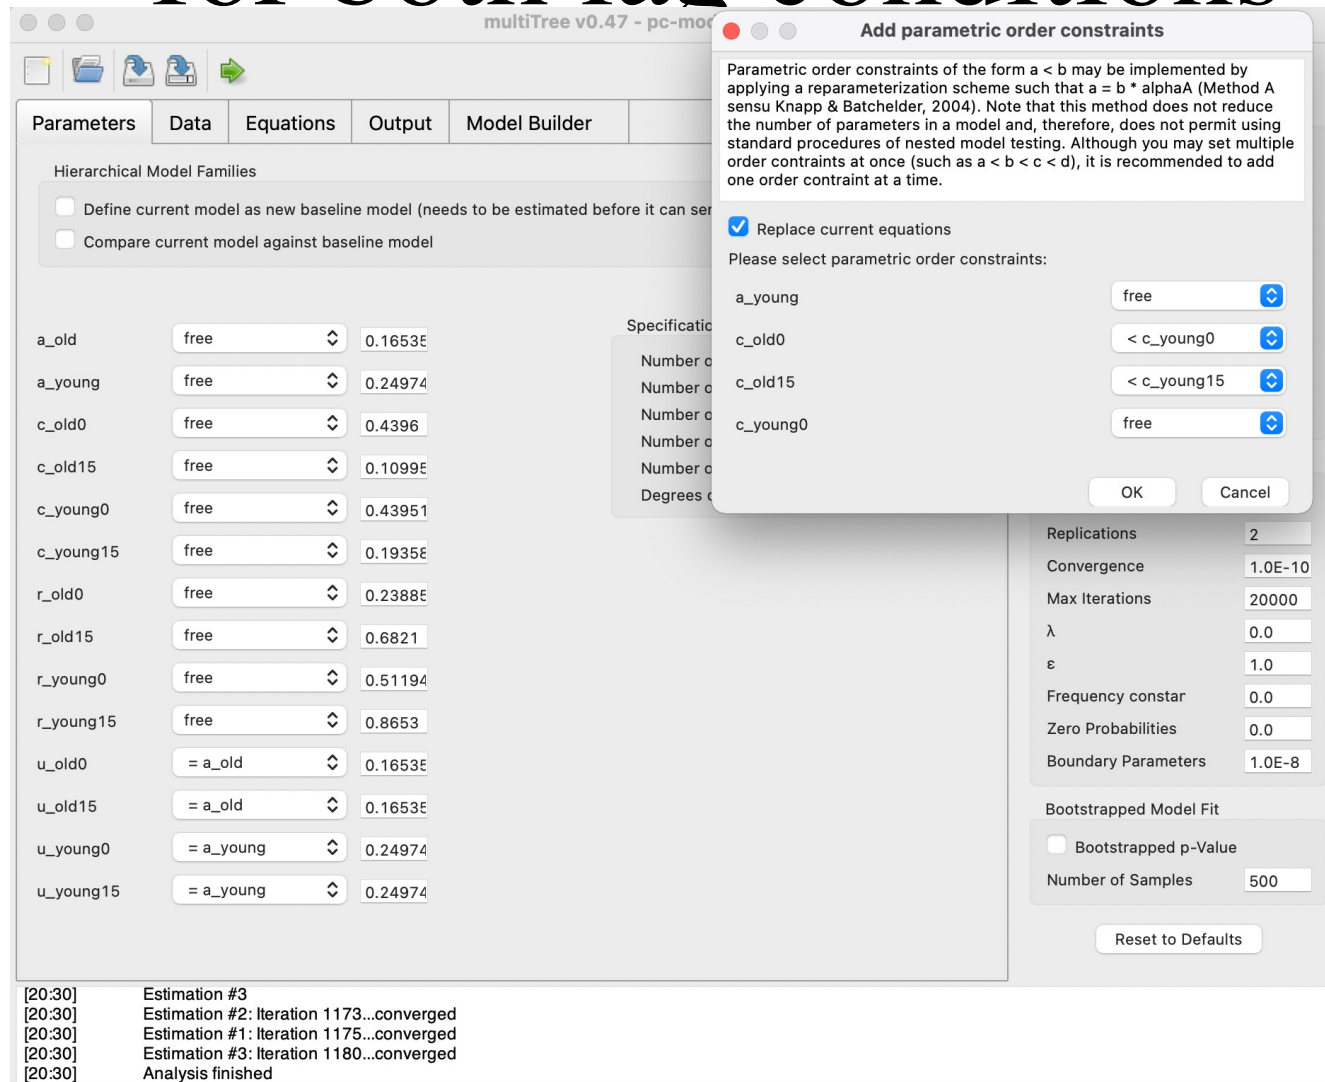 for both lag conditions
multiTree v0.47 - pc-mod
Add parametric order constraints
Parametric order constraints of the form a < b may be implemented by
applying a reparameterization scheme such that a = b * alphaA (Method A
sensu Knapp & Batchelder, 2004). Note that this method does not reduce
the number of parameters in a model and, therefore, does not permit using
standard procedures of nested model testing. Although you may set multiple
order contraints at once (such as a < b < c < d), it is recommended to add
one order contraint at a time.
Replace current equations
Please select parametric order constraints:
a_young free
c_old0 < c_young0
c_old15 < c_young15
c_young0 free
OK Cancel
Parameters Data Equations Output Model Builder
Hierarchical Model Families
Define current model as new baseline model (needs to be estimated before it can ser
Compare current model against baseline model
a_old free 0.16535
a_young free 0.24974
c_old0 free 0.4396
c_old15 free 0.10995
c_young0 free 0.43951
c_young15 free 0.19358
r_old0 free 0.23885
r_old15 free 0.6821
r_young0 free 0.51194
r_young15 free 0.8653
u_old0 = a_old 0.16535
u_old15 = a_old 0.16535
u_young0 = a_young 0.24974
u_young15 = a_young 0.24974
Specificatio
Number o
Number o
Number o
Number o
Number o
Degrees o
Replications 2
Convergence 1.0E-10
Max Iterations 20000
λ 0.0
ε 1.0
Frequency constar 0.0
Zero Probabilities 0.0
Boundary Parameters 1.0E-8
Bootstrapped Model Fit
Bootstrapped p-Value
Number of Samples 500
Reset to Defaults
[20:30] Estimation #3
[20:30] Estimation #2: Iteration 1173...converged
[20:30] Estimation #1: Iteration 1175...converged
[20:30] Estimation #3: Iteration 1180...converged
[20:30] Analysis finished